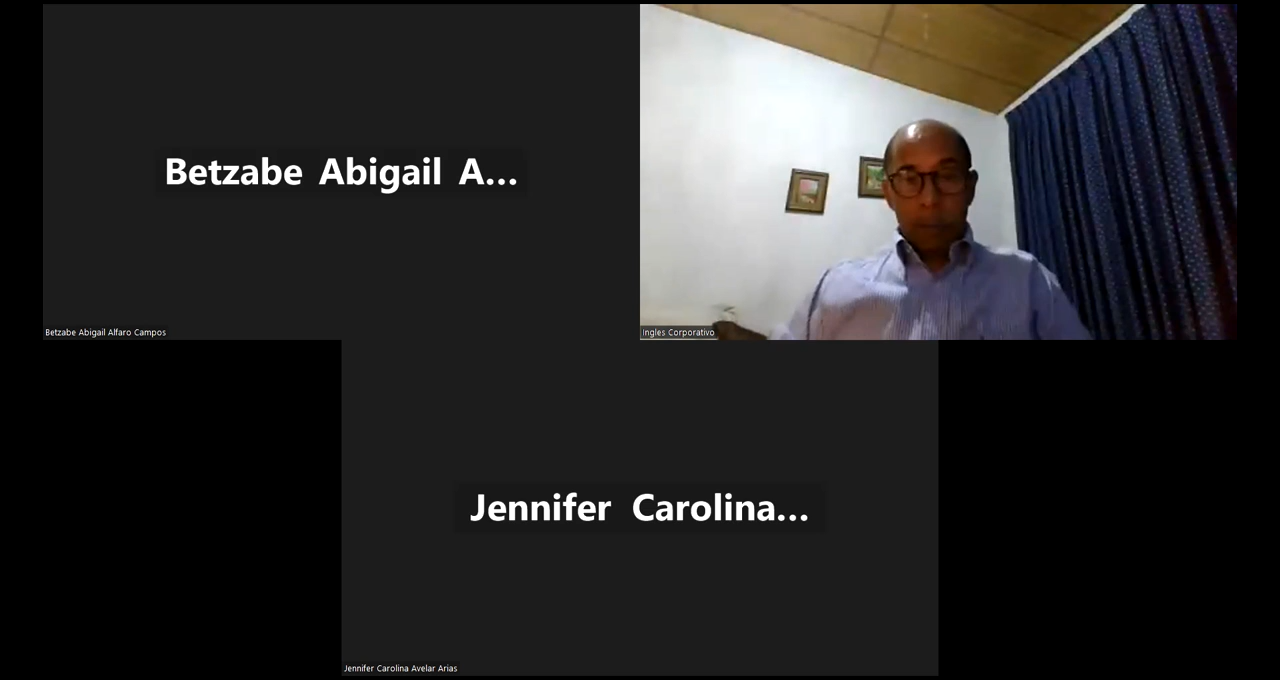 Betzabe Abigail A...
Betzabe Abigail Alfaro Campos
Ingles Corporativo
Jennifer Carolina...
Jennifer Carolina Avelar Arias